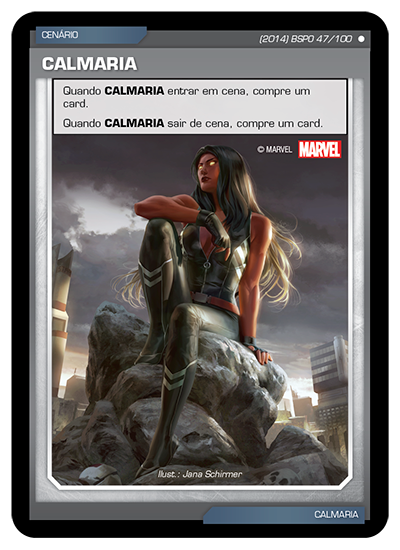 CENÁRIO
(2014) BSPO 47/100 ●
CALMARIA
Quando CALMARIA entrar em cena, compre um
card.
Quando CALMARIA sair de cena, compre um card.
© MARVEL MARVEL
Ilust.: Jana Schirmer
CALMARIA